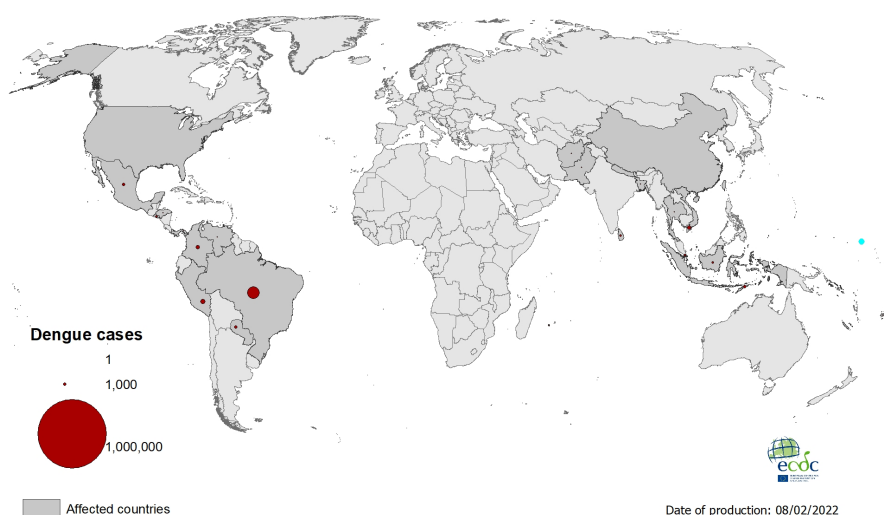 Dengue cases
1
1,000
1,000,000
Affected countries
ecdc
Date of production: 08/02/2022